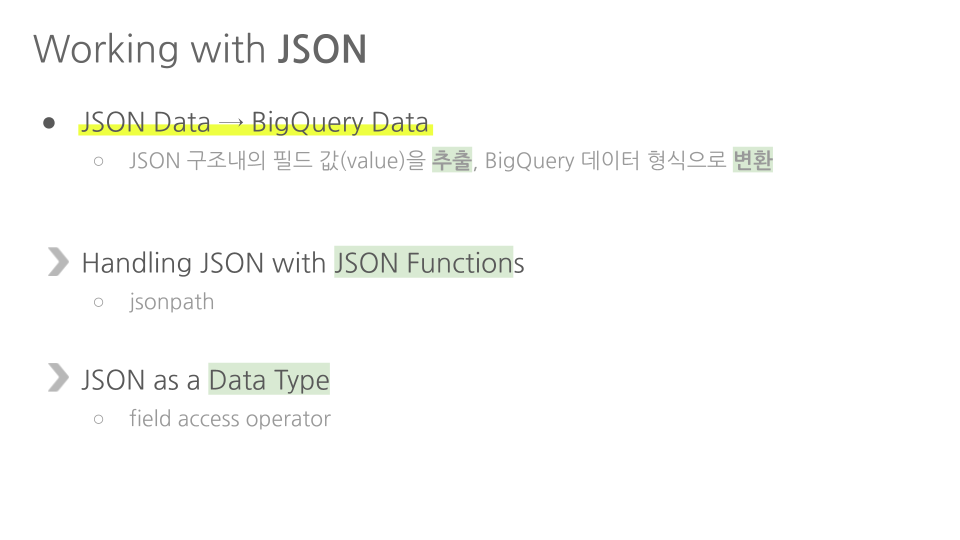 Working with JSON
● JSON Data → BigQuery Data
○ JSON 구조내의 필드 값(value)을 추출, BigQuery 데이터 형식으로 변환
Handling JSON with JSON Functions
○ jsonpath
JSON as a Data Type
○ field access operator